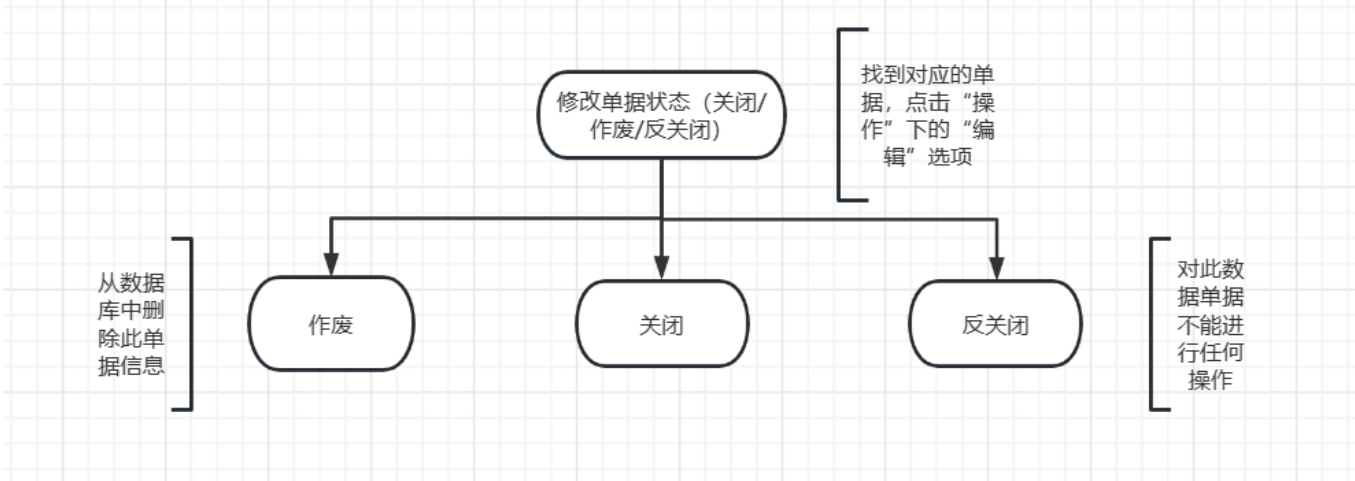 修改单据状态（关闭/
作废/反关闭）
找到对应的单
据，点击“操
作”下的“编
辑”选项
从数据
库中删
除此单
据信息
作废
关闭
反关闭
对此数
据单据
不能进
行任何
操作